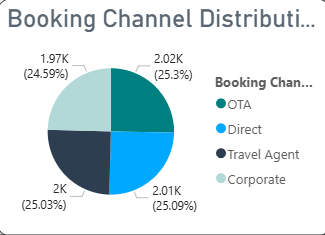 Booking Channel Distributi...
1.97K
(24.59%)
2.02K
(25.3%)
Booking Chan...
OTA
Direct
Travel Agent
Corporate
2K
(25.03%)
2.01K
(25.09%)